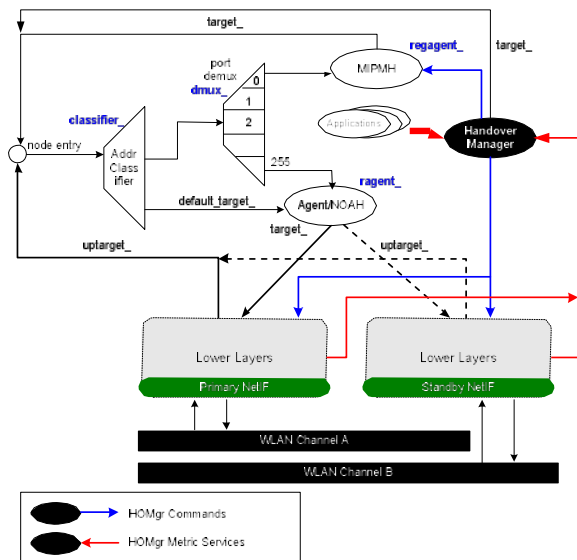 target_
regagent_
target_
port
demux
dmux_
0
MIPMH
1
2
Applications
Handover
Manager
classifier_
node entry
Addr
Class
ifier
255
ragent_
default_target_
Agent/NOAH
target_
uptarget_
uptarget_
Lower Layers
Lower Layers
Primary NetIF
Standby NetIF
WLAN Channel A
WLAN Channel B
HOMgr Commands
HOMgr Metric Services